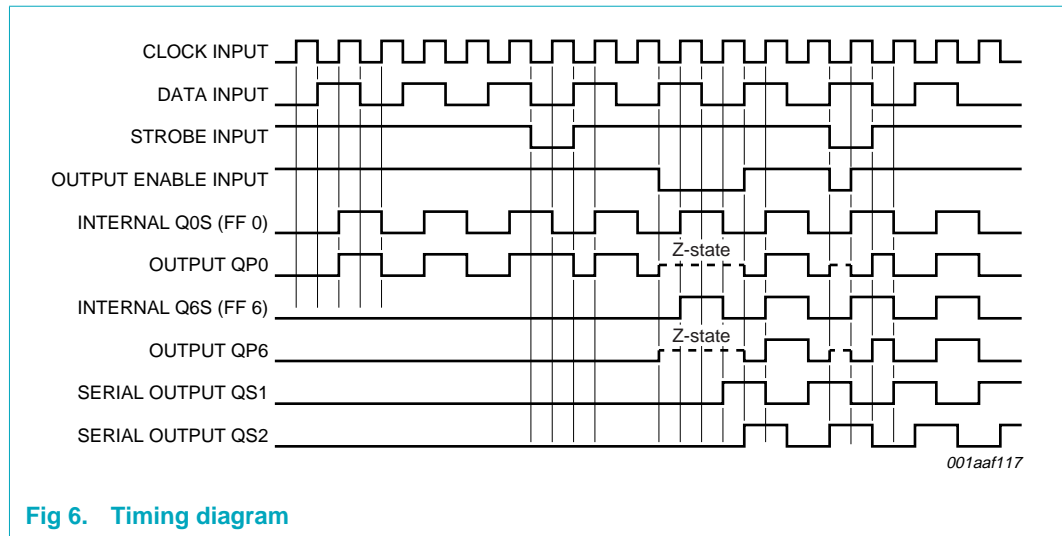 CLOCK INPUT
DATA INPUT
STROBE INPUT
OUTPUT ENABLE INPUT
INTERNAL Q0S (FF 0)
Z-state
OUTPUT QP0
INTERNAL Q6S (FF 6)
Z-state
OUTPUT QP6
SERIAL OUTPUT QS1
SERIAL OUTPUT QS2
001aaf117
Fig 6. Timing diagram